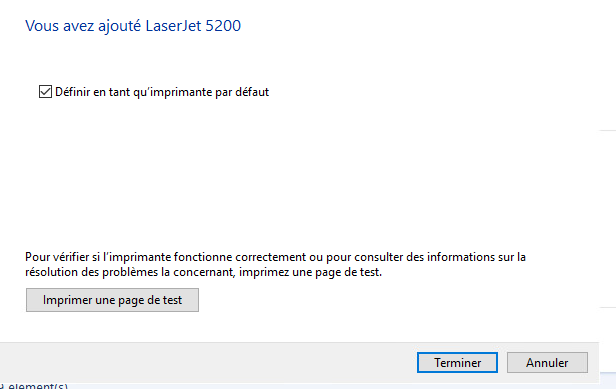 Vous avez ajouté LaserJet 5200
Définir en tant qu'imprimante par défaut
Pour vérifier si l'imprimante fonctionne correctement ou pour consulter des informations sur la
résolution des problèmes la concernant, imprimez une page de test.
Imprimer une page de test
Terminer Annuler
9 élément(s)